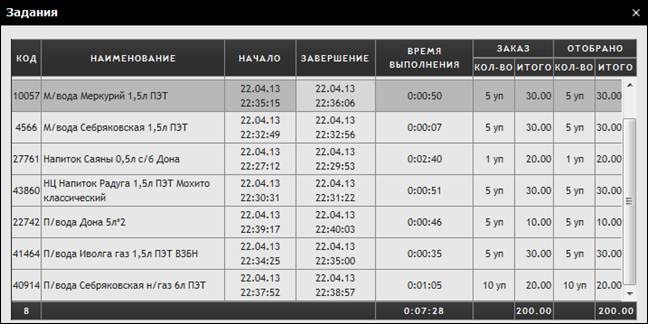 Задания
КОД НАИМЕНОВАНИЕ НАЧАЛО ЗАВЕРШЕНИЕ ВРЕМЯ ВЫПОЛНЕНИЯ ЗАКАЗ ОТОБРАНО
КОЛ-ВО ИТОГО КОЛ-ВО ИТОГО
10057 М/вода Меркурий 1,5л ПЭТ 22.04.13 22:35:15 22.04.13 22:36:06 0:00:50 5 уп 30.00 5 уп 30.00
4566 М/вода Себряковская 1,5л ПЭТ 22.04.13 22:32:49 22.04.13 22:32:56 0:00:07 5 уп 30.00 5 уп 30.00
27761 Напиток Саяны 0,5л с/б Дона 22.04.13 22:27:12 22.04.13 22:29:53 0:02:40 1 уп 20.00 1 уп 20.00
43860 НЦ Напиток Радуга 1,5л ПЭТ Мохито классический 22.04.13 22:30:31 22.04.13 22:31:22 0:00:51 5 уп 30.00 5 уп 30.00
22742 П/вода Дона 5л*2 22.04.13 22:39:17 22.04.13 22:40:03 0:00:46 5 уп 10.00 5 уп 10.00
41464 П/вода Иволга газ 1,5л ПЭТ ВЗБН 22.04.13 22:34:25 22.04.13 22:35:00 0:00:35 5 уп 30.00 5 уп 30.00
40914 П/вода Себряковская н/газ 6л ПЭТ 22.04.13 22:37:52 22.04.13 22:38:57 0:01:05 10 уп 20.00 10 уп 20.00
8 0:07:28 200.00 200.00